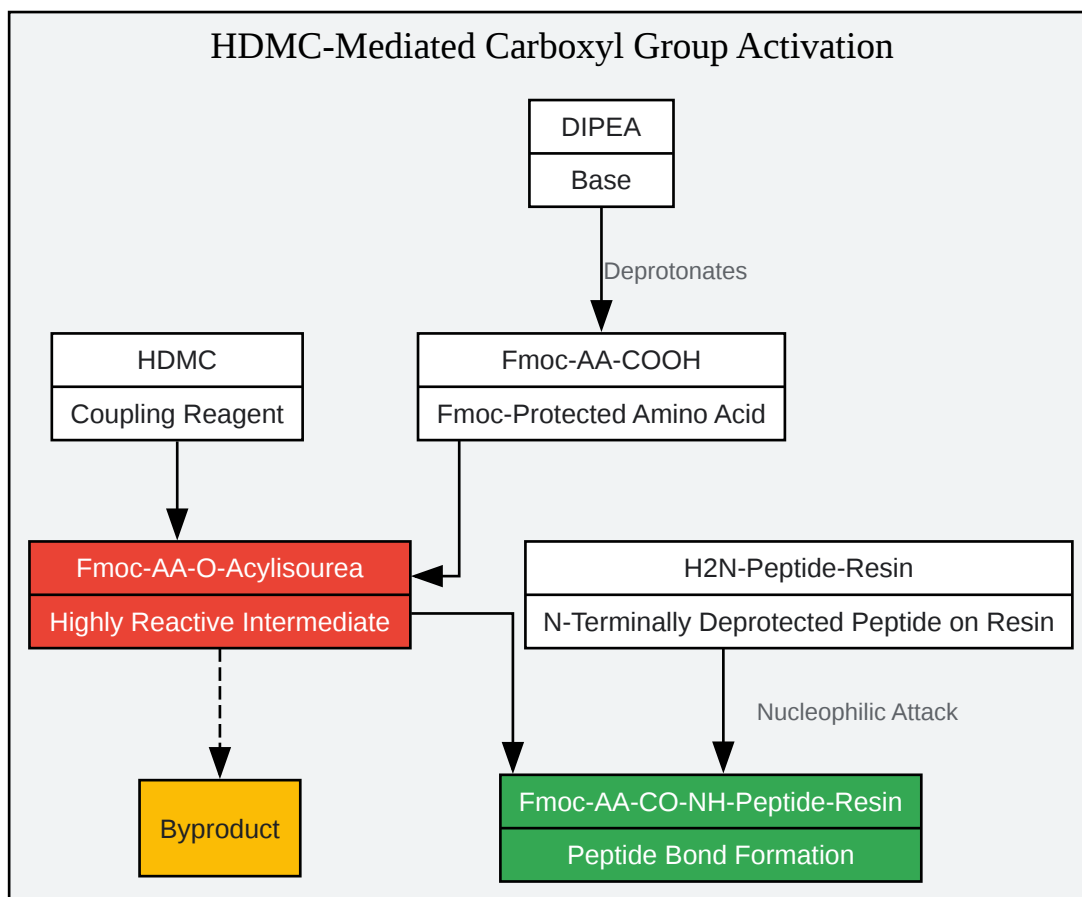 HDMC-Mediated Carboxyl Group Activation
DIPEA
Base
Deprotonates
HDMC
Coupling Reagent
Fmoc-AA-COOH
Fmoc-Protected Amino Acid
Fmoc-AA-O-Acylisourea
Highly Reactive Intermediate
H2N-Peptide-Resin
N-Terminally Deprotected Peptide on Resin
Nucleophilic Attack
Byproduct
Fmoc-AA-CO-NH-Peptide-Resin
Peptide Bond Formation